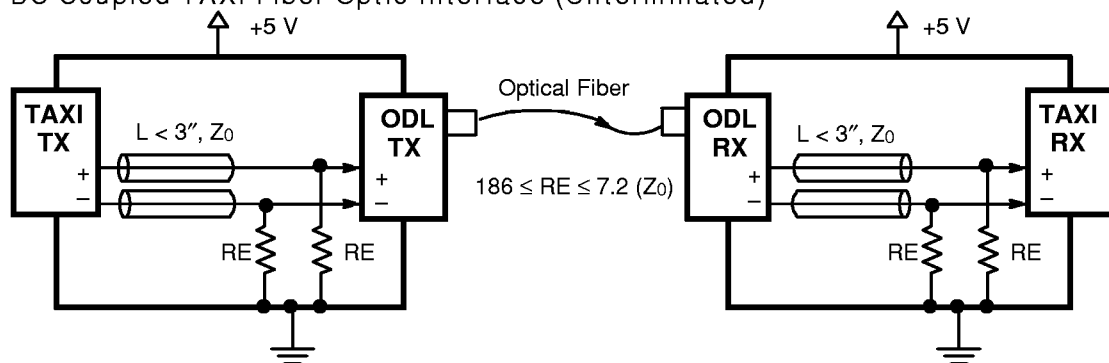 DC Coupled TAXI Fiber Optic Interface (Unterminated)
+5 V
+5 V
TAXI TX
L < 3″, Z0
ODL TX
Optical Fiber
ODL RX
L < 3″, Z0
TAXI RX
+
−
+
−
186 ≤ RE ≤ 7.2 (Z0)
+
−
+
−
RE
RE
RE
RE